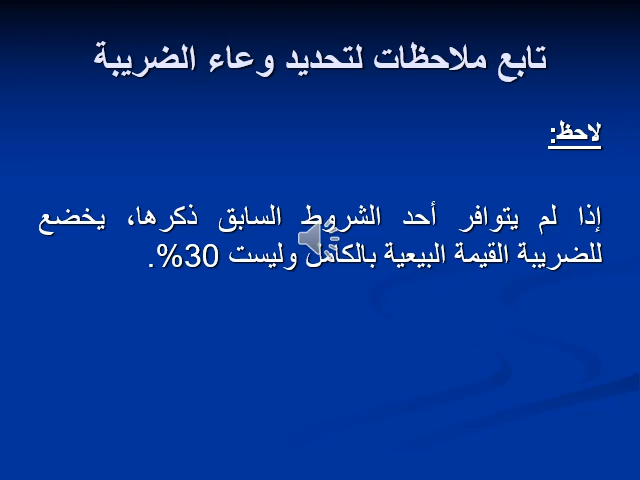 تابع ملاحظات لتحديد وعاء الضريبة
لاحظ:
إذا لم يتوافر أحد الشروط السابق ذكرها، يخضع
للضريبة القيمة البيعية بالكامل وليست 30%.